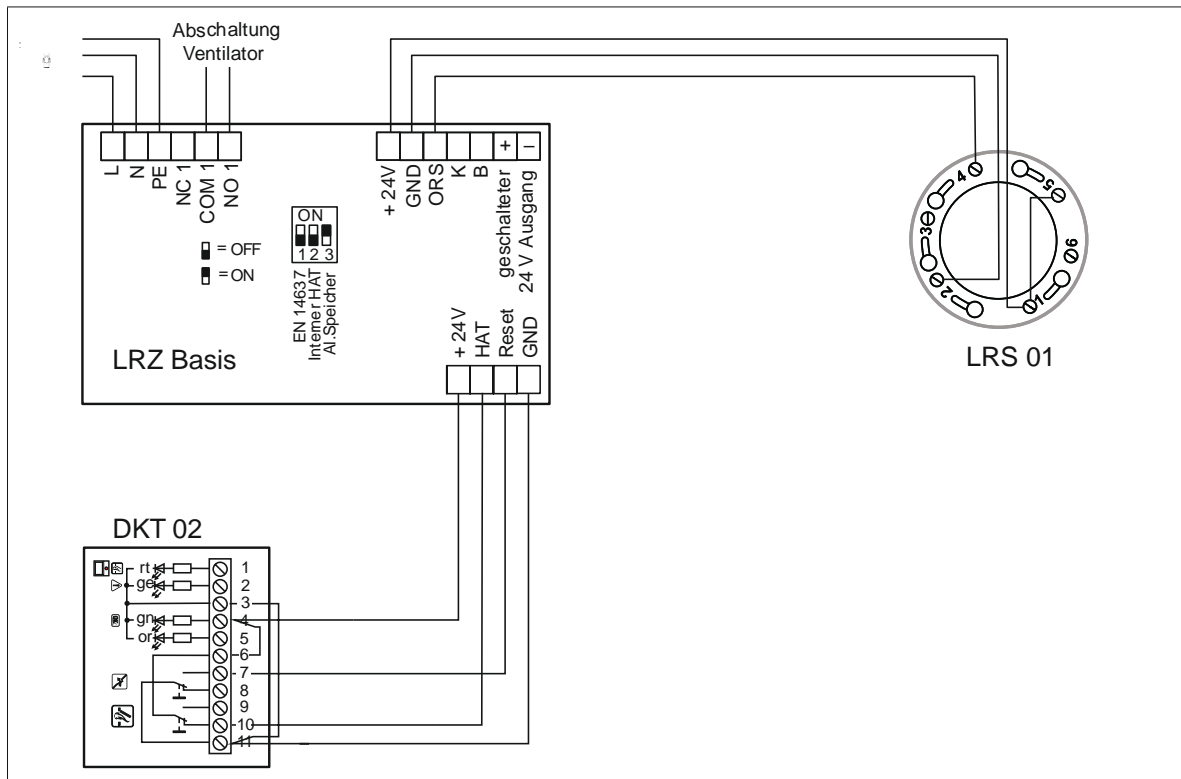 Abschaltung
Ventilator
L
N
PE
NC 1
COM 1
NO 1
+ 24V
GND
ORS
K
B
+
–
geschalteter
24 V Ausgang
ON
1 2 3
= OFF
= ON
EN 14637
Interner HAT
Al.Speicher
LRZ Basis
+ 24V
HAT
Reset
GND
4
5
3
6
2
1
LRS 01
DKT 02
rt
1
ge
2
3
gn
4
or
5
6
7
8
9
10
11